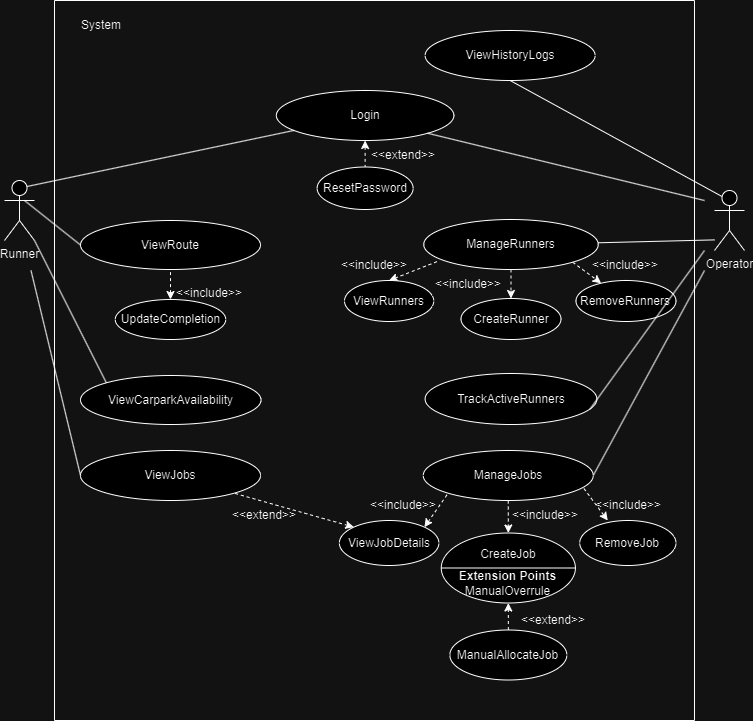 System
ViewHistoryLogs
Login
<<extend>>
ResetPassword
Runner
ViewRoute
ManageRunners
Operator
<<include>>
<<include>>
<<include>>
<<include>>
UpdateCompletion
ViewRunners
CreateRunner
RemoveRunners
ViewCarparkAvailability
TrackActiveRunners
ViewJobs
ManageJobs
<<extend>>
<<include>>
<<include>>
<<include>>
ViewJobDetails
CreateJob
RemoveJob
Extension Points
ManualOverrule
<<extend>>
ManualAllocateJob